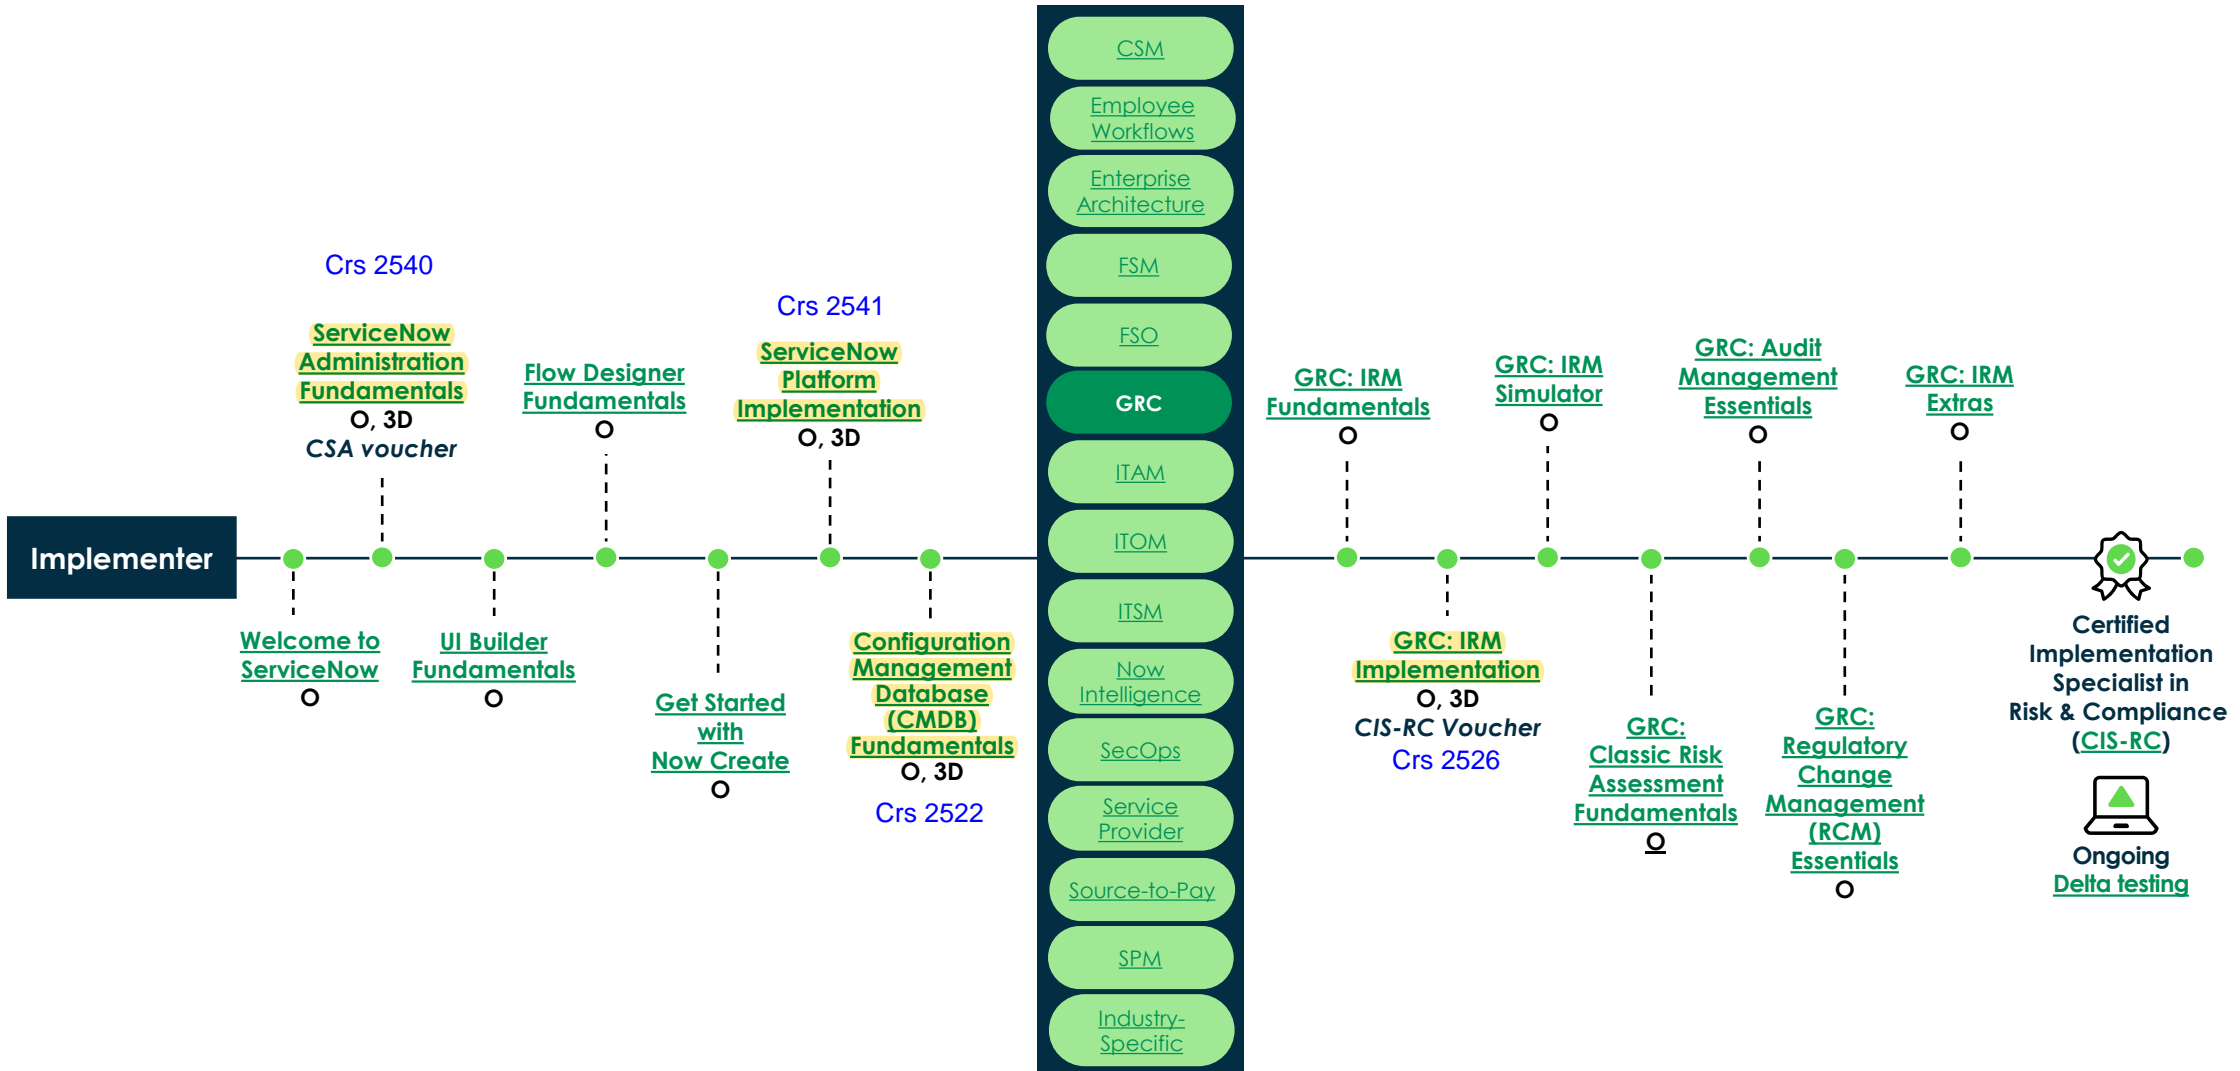 Implementer
Welcome to
ServiceNow
O
Crs 2540
ServiceNow
Administration
Fundamentals
O, 3D
CSA voucher
UI Builder
Fundamentals
O
Flow Designer
Fundamentals
O
Get Started
with
Now Create
O
Crs 2541
ServiceNow
Platform
Implementation
O, 3D
Configuration
Management
Database
(CMDB)
Fundamentals
O, 3D
Crs 2522
CSM
Employee
Workflows
Enterprise
Architecture
FSM
FSO
GRC
ITAM
ITOM
ITSM
Now
Intelligence
SecOps
Service
Provider
Source-to-Pay
SPM
Industry-
Specific
GRC: IRM
Fundamentals
O
GRC: IRM
Implementation
O, 3D
CIS-RC Voucher
Crs 2526
GRC: IRM
Simulator
O
GRC:
Classic Risk
Assessment
Fundamentals
O
GRC: Audit
Management
Essentials
O
GRC:
Regulatory
Change
Management
(RCM)
Essentials
O
GRC: IRM
Extras
O
Certified
Implementation
Specialist in
Risk & Compliance
(CIS-RC)
Ongoing
Delta testing